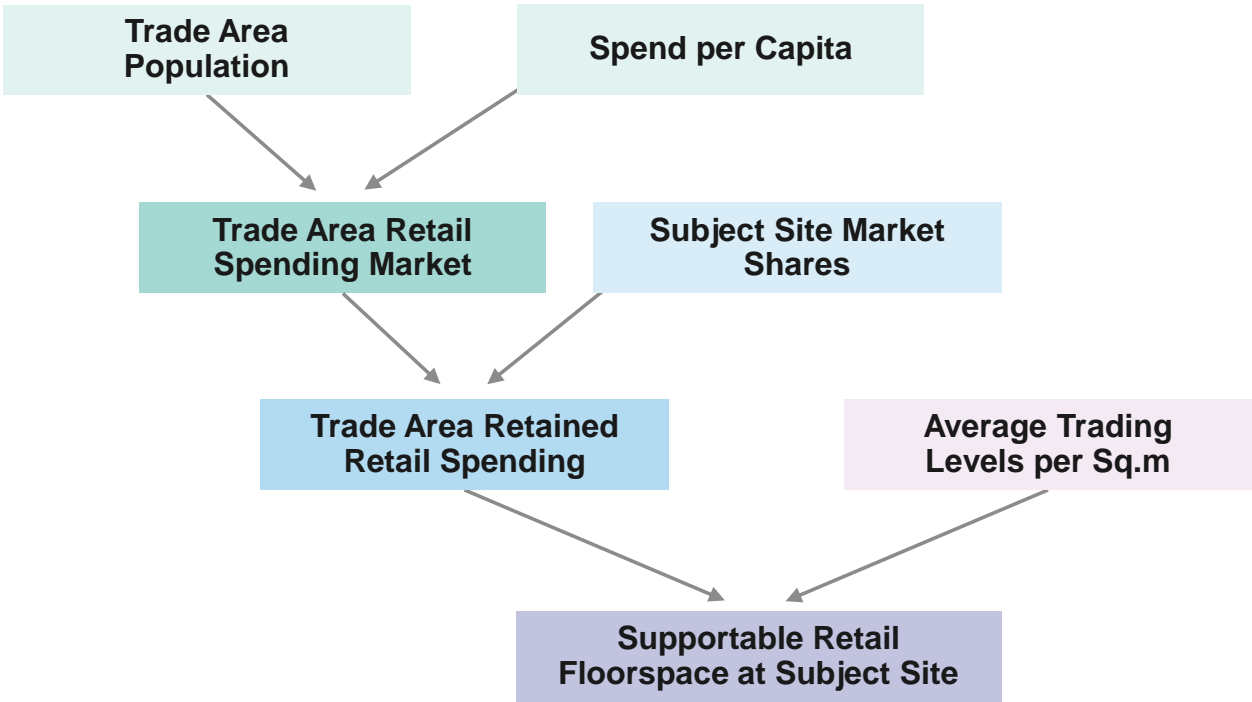 Trade Area
Population
Spend per Capita
Trade Area Retail
Spending Market
Subject Site Market
Shares
Trade Area Retained
Retail Spending
Average Trading
Levels per Sq.m
Supportable Retail
Floorspace at Subject Site